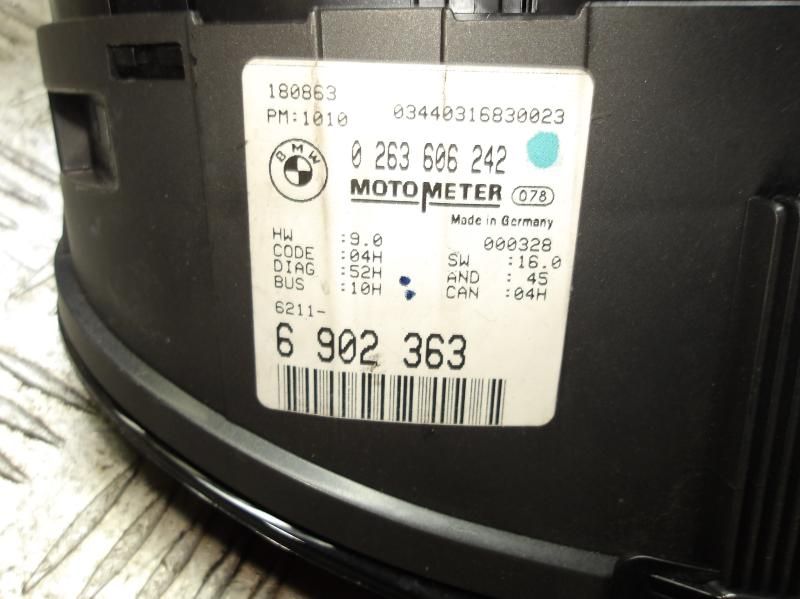 180863
PM:1010 03440316830023
BMW
0 263 606 242
MOTOMETER 078
Made in Germany
HW :9.0 000328
CODE :04H SW :16.0
DIAG :52H AND : 45
BUS :10H CAN :04H
6211-
6 902 363